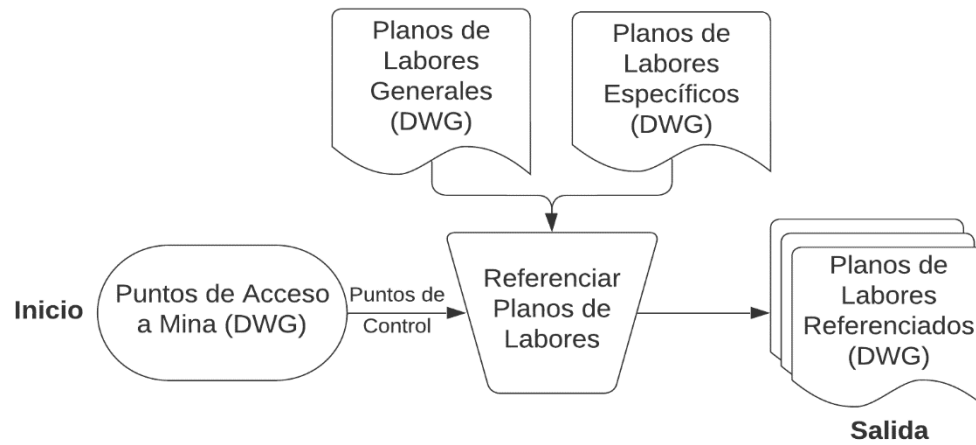 Planos de
Labores
Generales
(DWG)
Planos de
Labores
Específicos
(DWG)
Inicio
Puntos de Acceso
a Mina (DWG)
Puntos de
Control
Referenciar
Planos de
Labores
Planos de
Labores
Referenciados
(DWG)
Salida